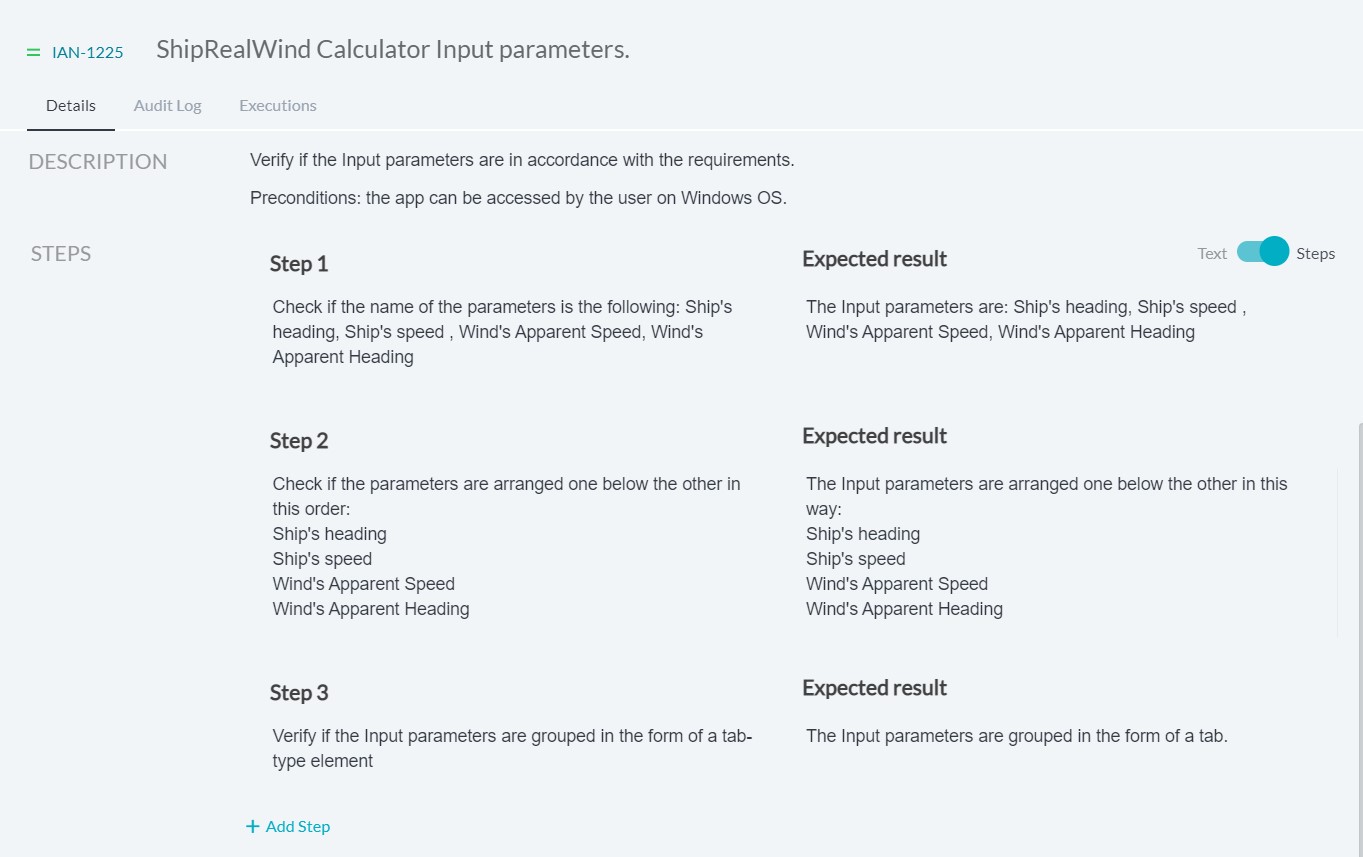 IAN-1225 ShipRealWind Calculator Input parameters.
Details Audit Log Executions
DESCRIPTION
Verify if the Input parameters are in accordance with the requirements.
Preconditions: the app can be accessed by the user on Windows OS.
STEPS
Text Steps
Step 1
Check if the name of the parameters is the following: Ship's
heading, Ship's speed , Wind's Apparent Speed, Wind's
Apparent Heading
Expected result
The Input parameters are: Ship's heading, Ship's speed ,
Wind's Apparent Speed, Wind's Apparent Heading
Step 2
Check if the parameters are arranged one below the other in
this order:
Ship's heading
Ship's speed
Wind's Apparent Speed
Wind's Apparent Heading
Expected result
The Input parameters are arranged one below the other in this
way:
Ship's heading
Ship's speed
Wind's Apparent Speed
Wind's Apparent Heading
Step 3
Verify if the Input parameters are grouped in the form of a tab-
type element
Expected result
The Input parameters are grouped in the form of a tab.
+ Add Step